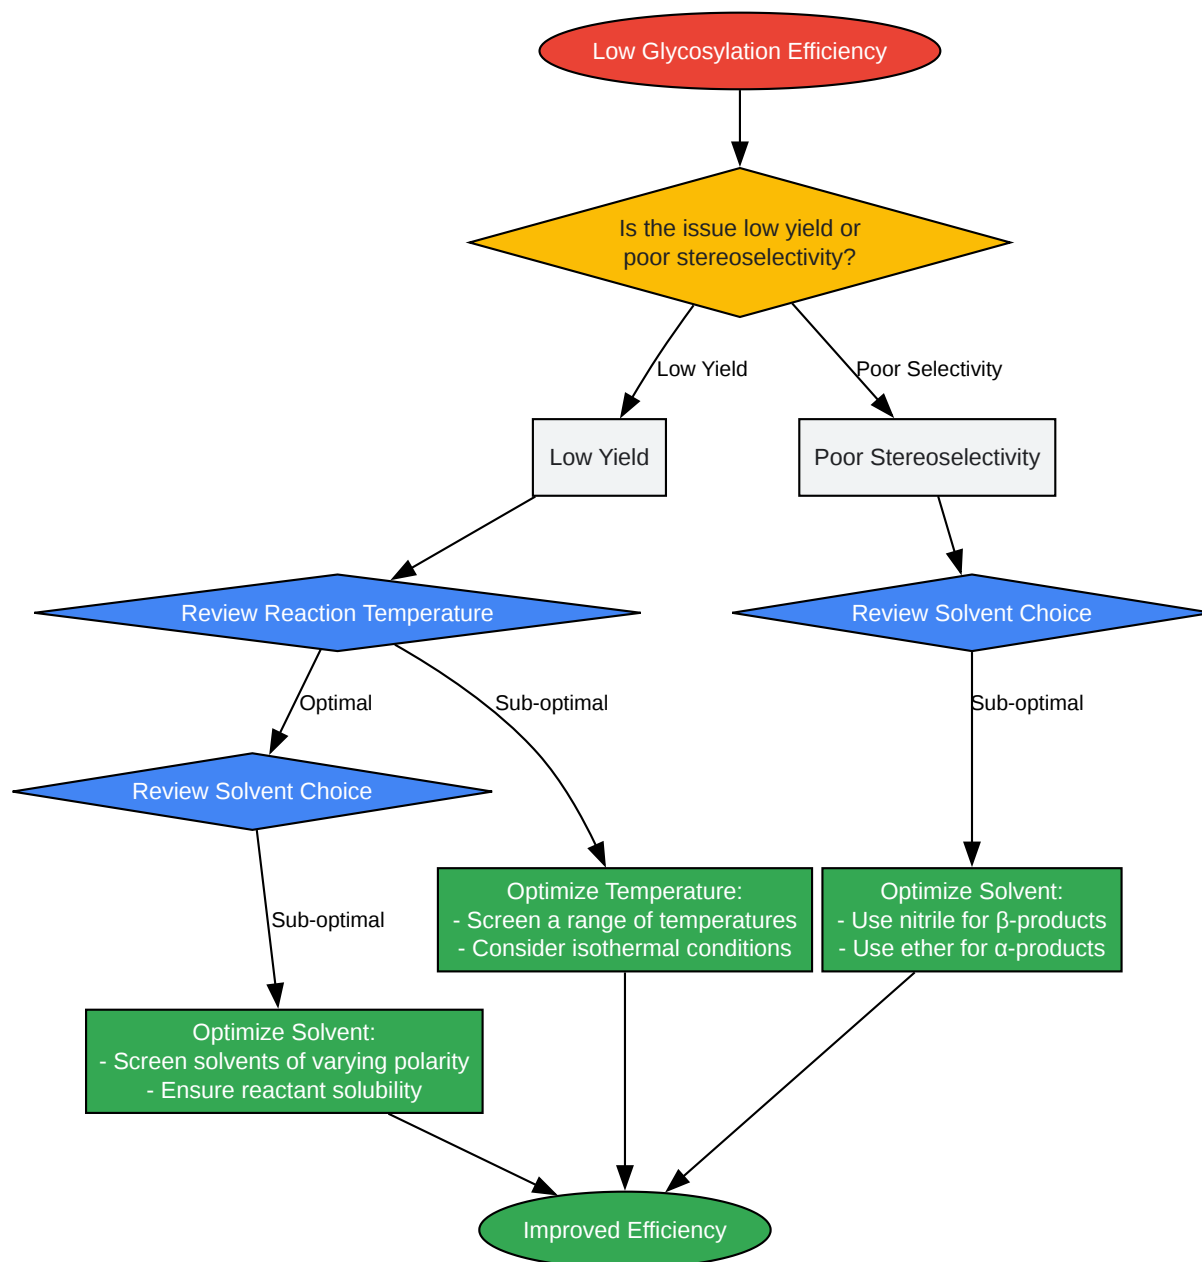 Low Glycosylation Efficiency
Is the issue low yield or
poor stereoselectivity?
Low Yield
Poor Selectivity
Low Yield
Poor Stereoselectivity
Review Reaction Temperature
Review Solvent Choice
Optimal
Sub-optimal
Sub-optimal
Review Solvent Choice
Optimize Temperature:
- Screen a range of temperatures
- Consider isothermal conditions
Optimize Solvent:
- Use nitrile for β-products
- Use ether for α-products
Sub-optimal
Optimize Solvent:
- Screen solvents of varying polarity
- Ensure reactant solubility
Improved Efficiency